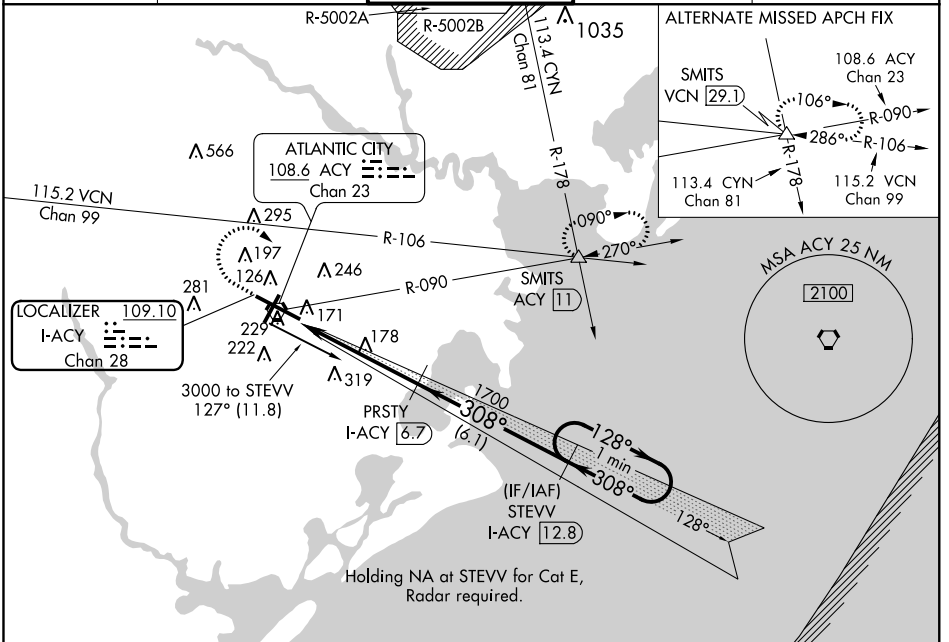 R-5002A
R-5002B
1035
113.4 CYN
Chan 81
R-178
ALTERNATE MISSED APCH FIX
SMITS
VCN 29.1
108.6 ACY
Chan 23
106°
R-090
286°
R-106
R-178
113.4 CYN
Chan 81
115.2 VCN
Chan 99
566
ATLANTIC CITY
108.6 ACY
Chan 23
115.2 VCN
Chan 99
295
R-106
090°
270°
197
126
246
R-090
SMITS
ACY 11
MSA ACY 25 NM
2100
281
LOCALIZER 109.10
I-ACY
Chan 28
171
229
222
178
319
3000 to STEVV
127° (11.8)
PRSTY
I-ACY 6.7
1700
308°
(6.1)
128°
1 min
308°
(IF/IAF)
STEVV
I-ACY 12.8
128°
Holding NA at STEVV for Cat E,
Radar required.